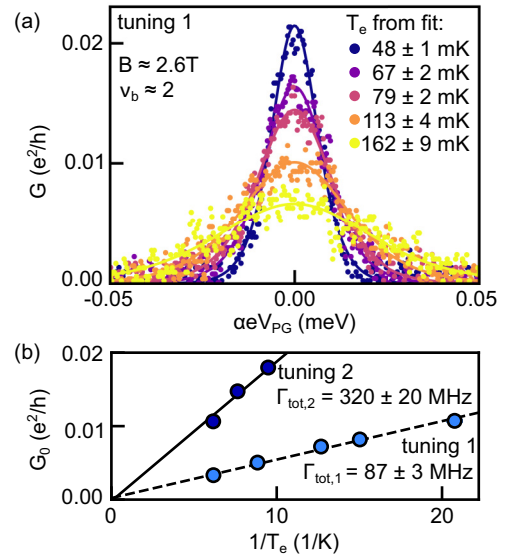 (a)
tuning 1
B ≈ 2.6T
ν_b ≈ 2
T_e from fit:
48 ± 1 mK
67 ± 2 mK
79 ± 2 mK
113 ± 4 mK
162 ± 9 mK
G (e²/h)
0.02
0.01
0.00
-0.05
0.00
0.05
αeV_PG (meV)
(b)
G₀ (e²/h)
0.02
0.01
0.00
tuning 2
Γ_tot,2 = 320 ± 20 MHz
tuning 1
Γ_tot,1 = 87 ± 3 MHz
0
10
20
1/T_e (1/K)